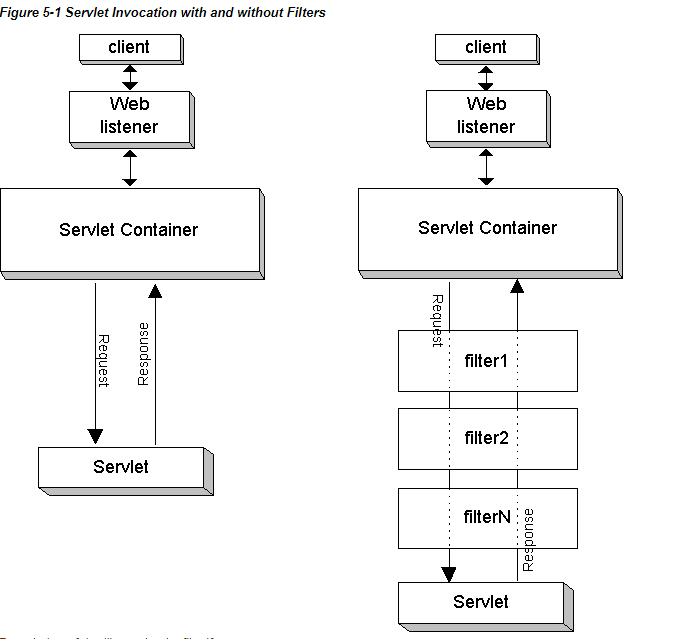 Figure 5-1 Servlet Invocation with and without Filters
client
Web
listener
Servlet Container
Request
Response
Servlet
client
Web
listener
Servlet Container
Request
filter1
filter2
filterN
Response
Servlet